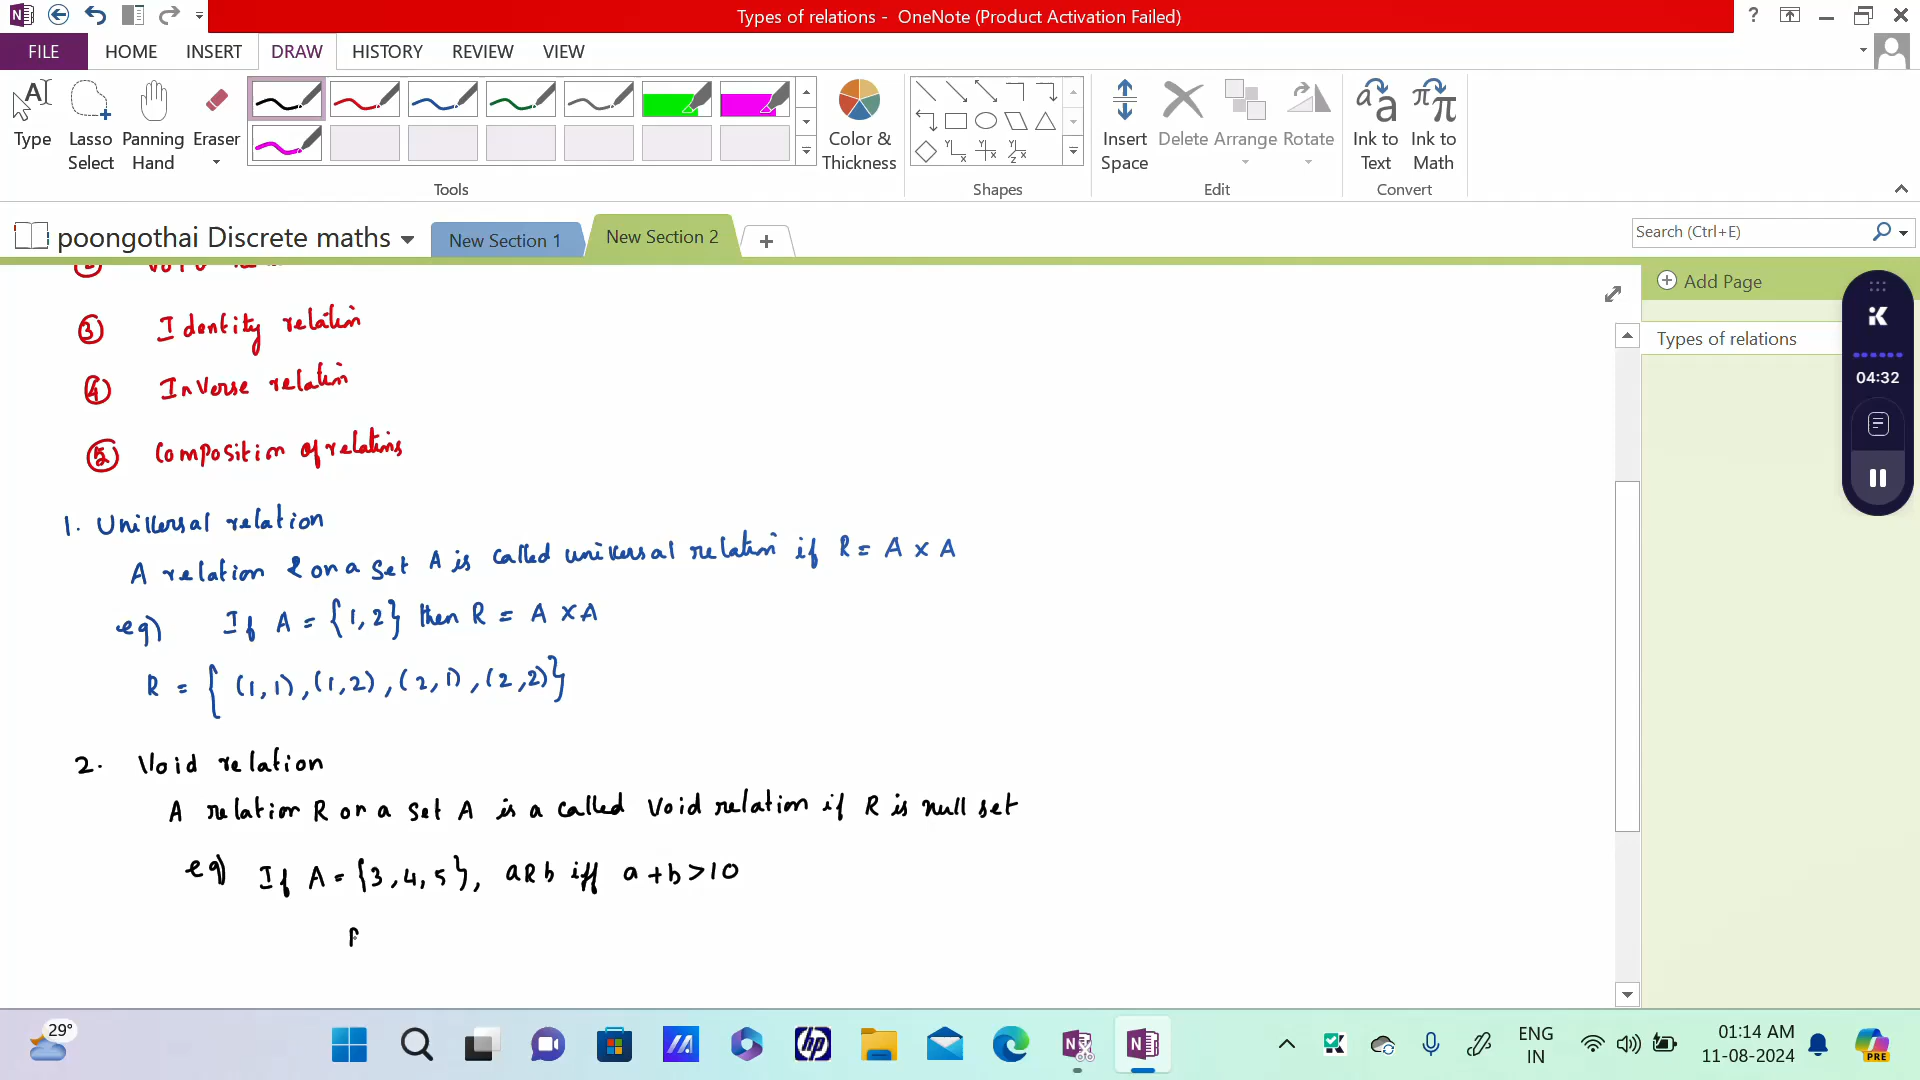 Types of relations - OneNote (Product Activation Failed)
FILE HOME INSERT DRAW HISTORY REVIEW VIEW
Type
Lasso Select
Panning Hand
Eraser
Color & Thickness
Insert Space
Delete
Arrange
Rotate
Ink to Text
Ink to Math
Tools
Shapes
Edit
Convert
poongothai Discrete maths
New Section 1
New Section 2
Search (Ctrl+E)
Add Page
Types of relations
04:32
③ Identity relation
④ Inverse relation
⑤ Composition of relations
1. Universal relation
A relation R on a set A is called universal relation if R = A × A
eg) If A = {1,2} then R = A × A
R = { (1,1), (1,2), (2,1), (2,2)}
2. Void relation
A relation R on a set A is a called Void relation if R is null set
eg) If A = {3,4,5}, aRb iff a+b>10
29°
ENG
IN
01:14 AM
11-08-2024
PRE